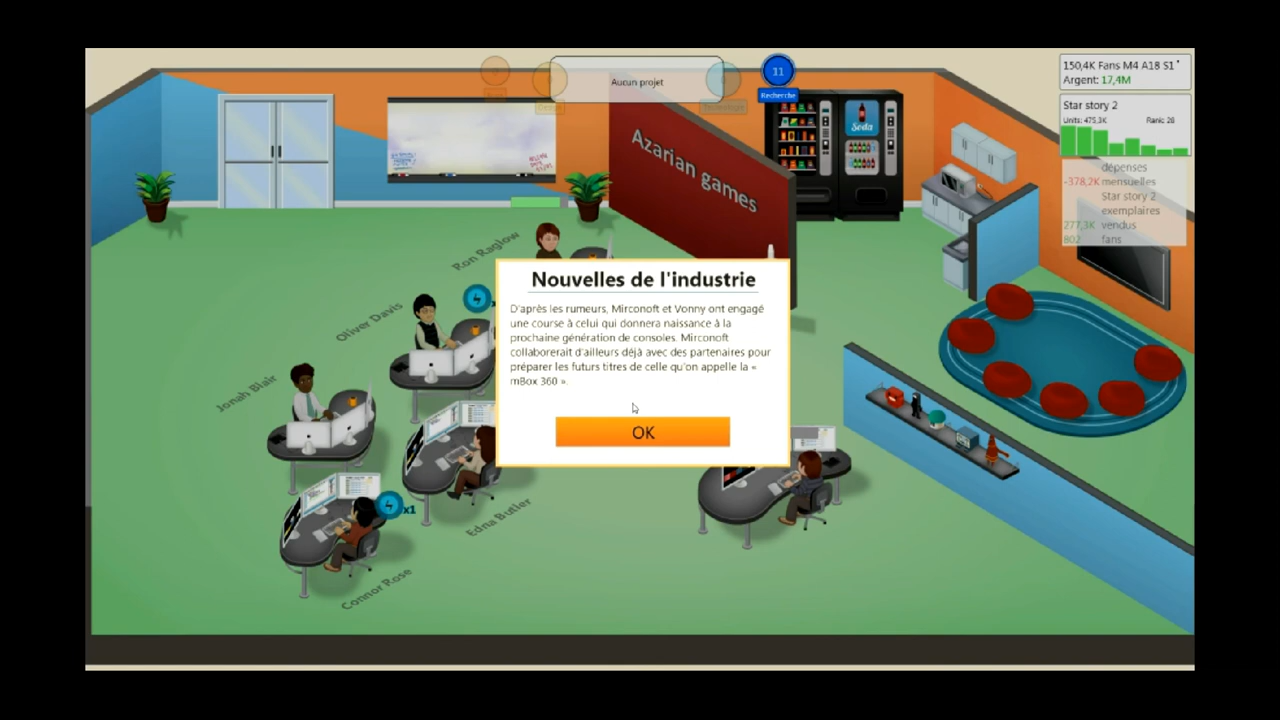 Aucun projet
11
Recherche
150,4K Fans M4 A18 S1
Argent: 17,4M
Star story 2
Units: 475,3K Rank: 28
dépenses
-378,2K mensuelles
Star story 2
exemplaires
277,3K vendus
802 fans
Soda
Azarian games
Ron Raglow
Oliver Davis
Jonah Blair
Edna Butler
Connor Rose
x1
Nouvelles de l'industrie
D'après les rumeurs, Mirconoft et Vonny ont engagé
une course à celui qui donnera naissance à la
prochaine génération de consoles. Mirconoft
collaborerait d'ailleurs déjà avec des partenaires pour
préparer les futurs titres de celle qu'on appelle la «
mBox 360 ».
OK